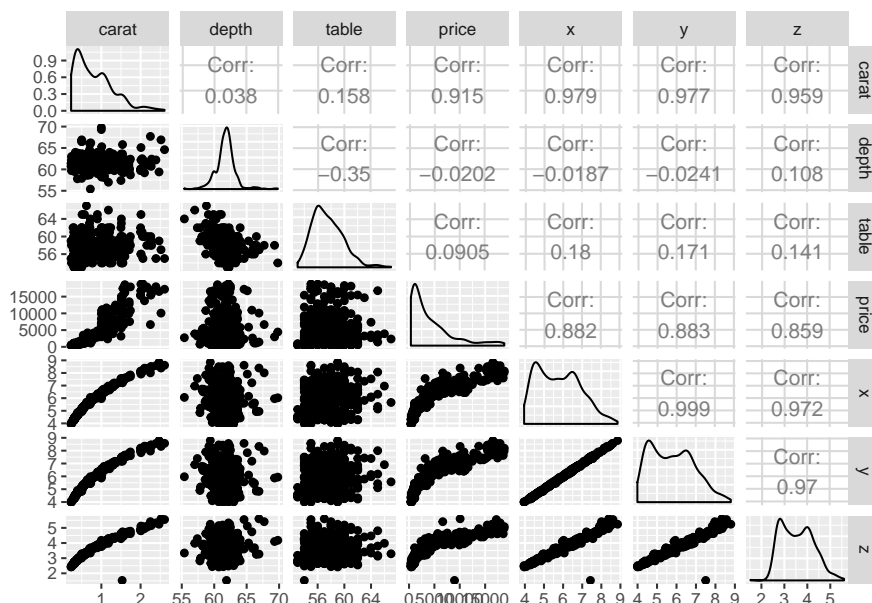 carat depth table price x y z
0.9 0.6 0.3 0.0 Corr: 0.038 Corr: 0.158 Corr: 0.915 Corr: 0.979 Corr: 0.977 Corr: 0.959 carat
70 65 60 55 Corr: −0.35 Corr: −0.0202 Corr: −0.0187 Corr: −0.0241 Corr: 0.108 depth
64 60 56 Corr: 0.0905 Corr: 0.18 Corr: 0.171 Corr: 0.141 table
15000 10000 5000 0 Corr: 0.882 Corr: 0.883 Corr: 0.859 price
9 8 7 6 5 4 Corr: 0.999 Corr: 0.972 x
9 8 7 6 5 4 Corr: 0.97 y
5 4 3 2 z
1 2 55 60 65 70 56 60 64 0 5000 10000 15000 4 5 6 7 8 9 4 5 6 7 8 9 2 3 4 5